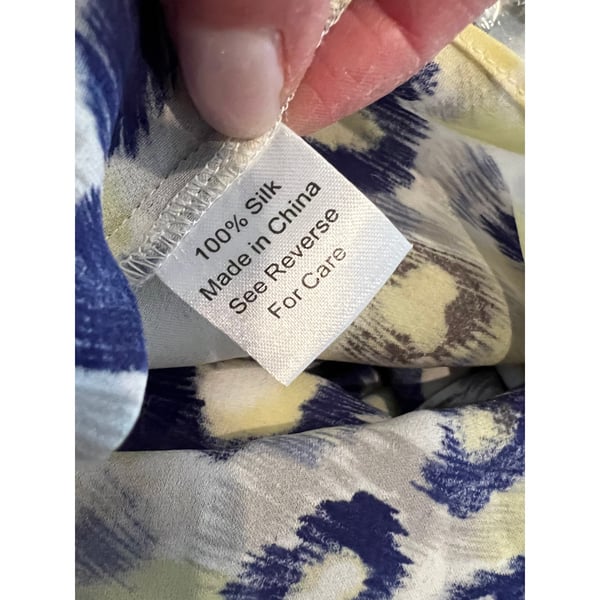 100% Silk
Made in China
See Reverse
For Care